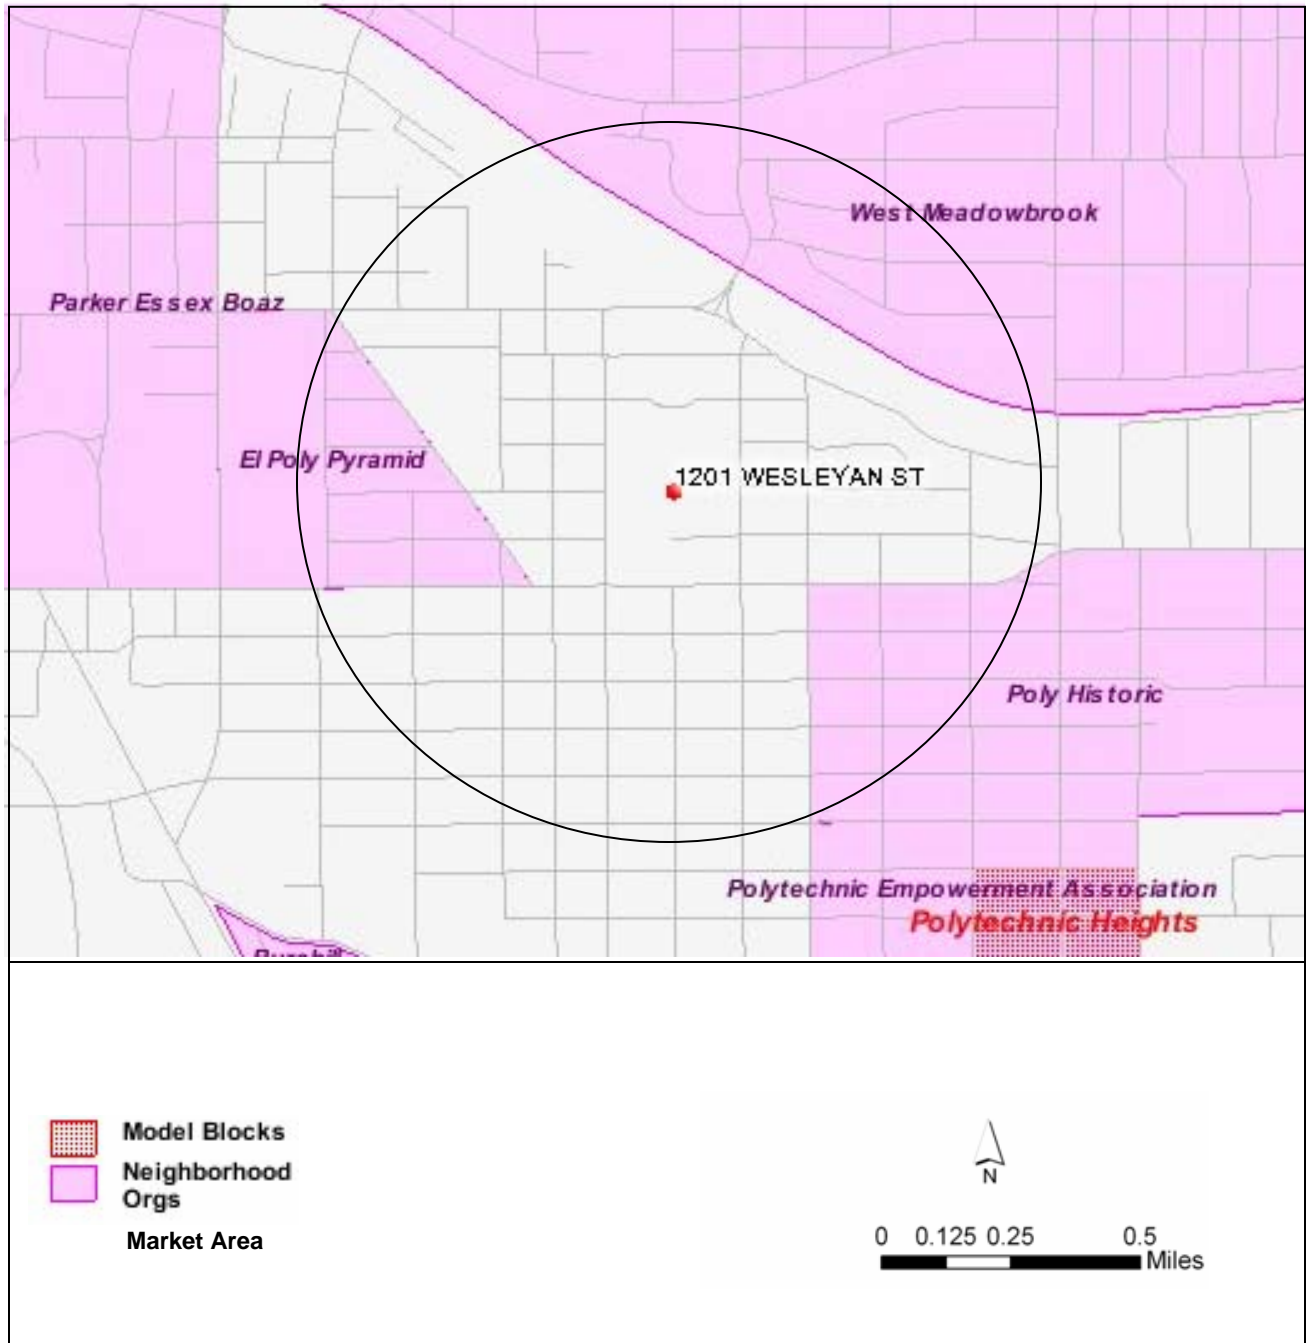 West Meadowbrook
Parker Essex Boaz
El Poly Pyramid
1201 WESLEYAN ST
Poly Historic
Polytechnic Empowerment Association
Polytechnic Heights
Model Blocks
Neighborhood
Orgs
Market Area
N
0 0.125 0.25 0.5
Miles